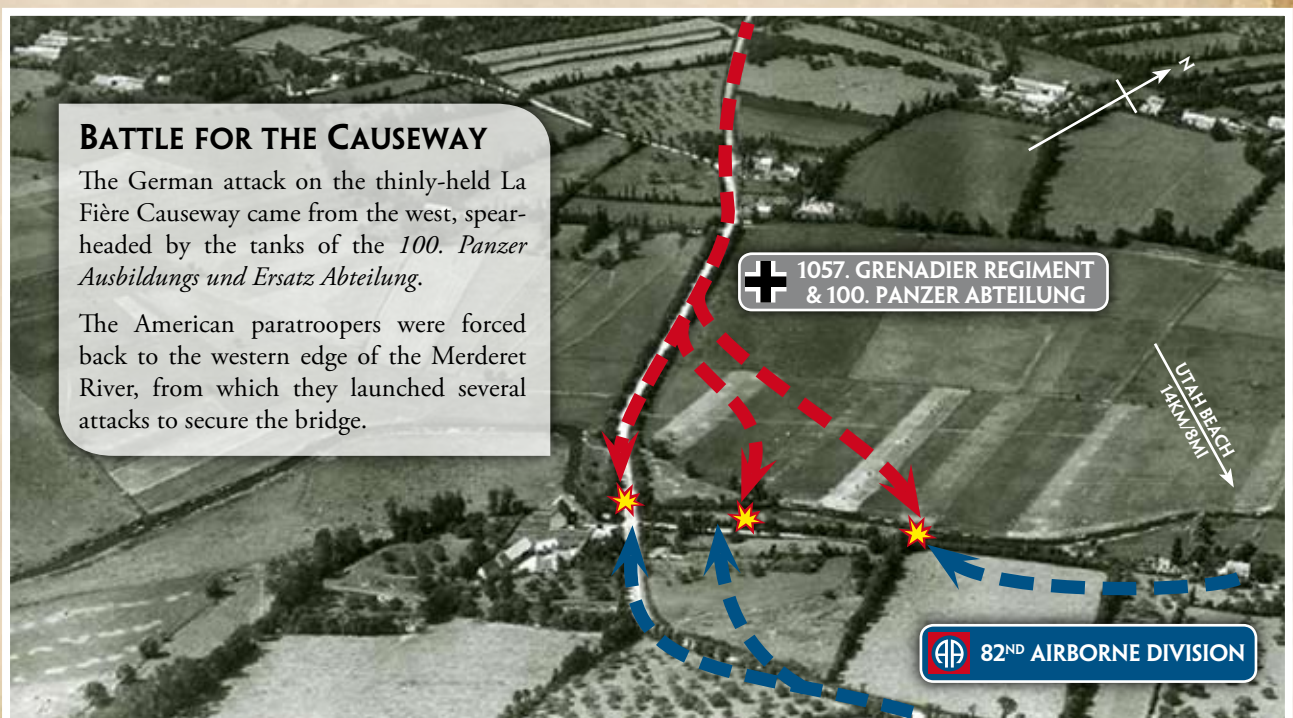 BATTLE FOR THE CAUSEWAY
The German attack on the thinly-held La
Fière Causeway came from the west, spear-
headed by the tanks of the 100. Panzer
Ausbildungs und Ersatz Abteilung.
The American paratroopers were forced
back to the western edge of the Merderet
River, from which they launched several
attacks to secure the bridge.
N
1057. GRENADIER REGIMENT
& 100. PANZER ABTEILUNG
UTAH BEACH
14KM/8MI
AA 82ND AIRBORNE DIVISION